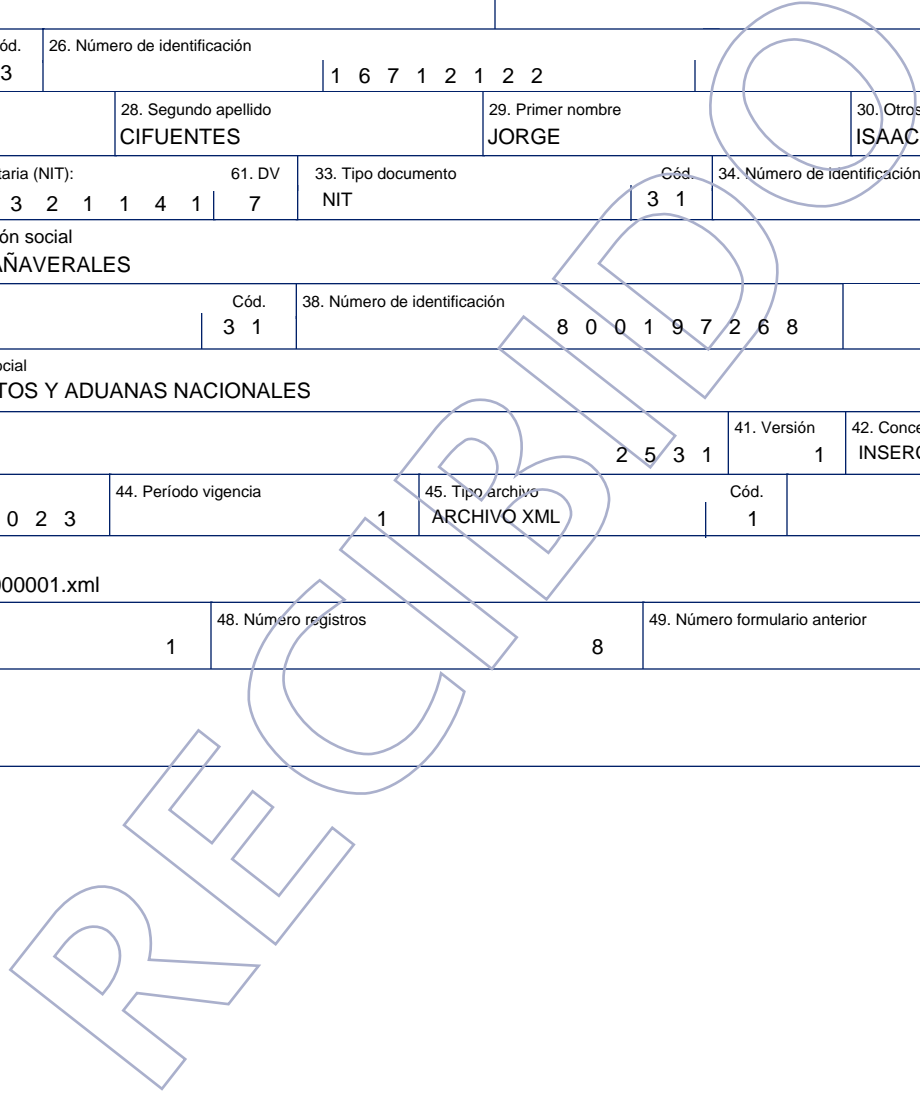 ód. 26. Número de identificación
3 1 6 7 1 2 1 2 2
28. Segundo apellido 29. Primer nombre 30. Otros
CIFUENTES JORGE ISAAC
taria (NIT): 61. DV 33. Tipo documento Cód. 34. Número de identificación
3 2 1 1 4 1 7 NIT 3 1
ón social
AÑAVERALES
Cód. 38. Número de identificación
3 1 8 0 0 1 9 7 2 6 8
ocial
TOS Y ADUANAS NACIONALES
41. Versión 42. Conce
2 5 3 1 1 INSERC
44. Período vigencia 45. Tipo archivo Cód.
0 2 3 1 ARCHIVO XML 1
000001.xml
48. Número registros 49. Número formulario anterior
1 8
RECIBIDO